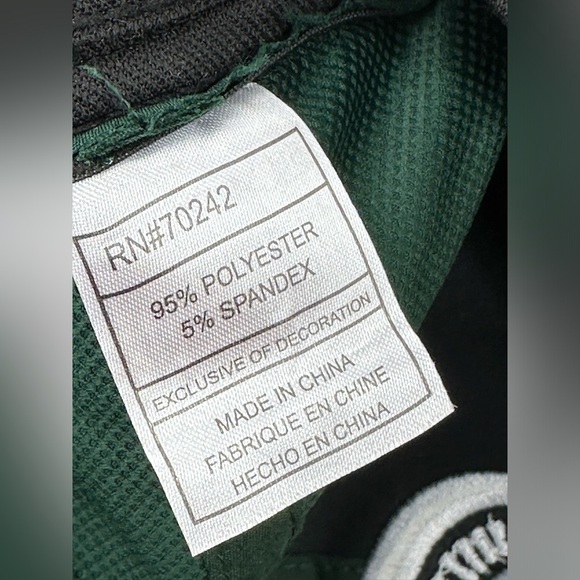 RN#70242
95% POLYESTER
5% SPANDEX
EXCLUSIVE OF DECORATION
MADE IN CHINA
FABRIQUE EN CHINE
HECHO EN CHINA